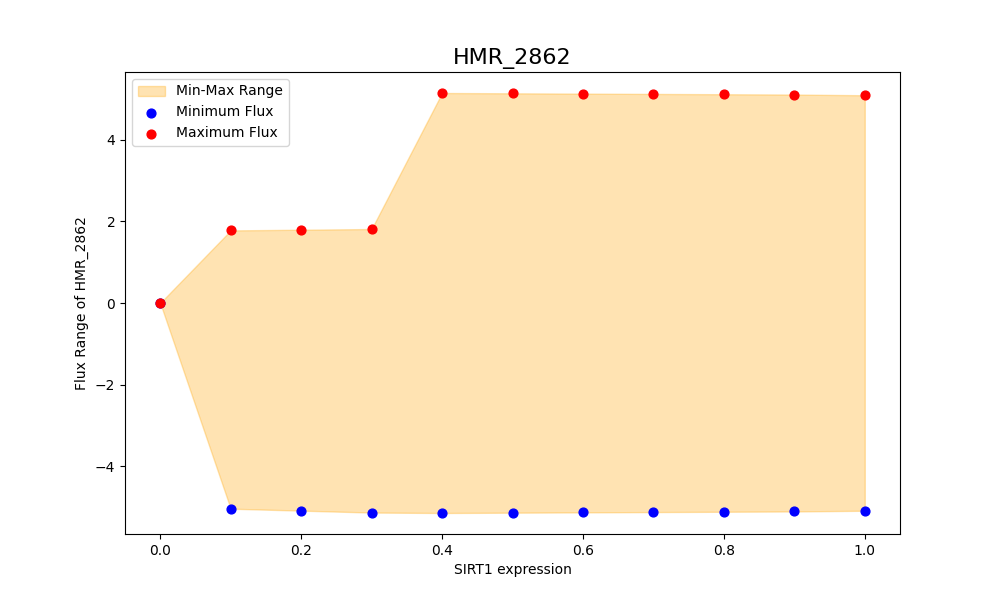 HMR_2862
Min-Max Range
Minimum Flux
Maximum Flux
Flux Range of HMR_2862
4
2
0
−2
−4
0.0 0.2 0.4 0.6 0.8 1.0
SIRT1 expression